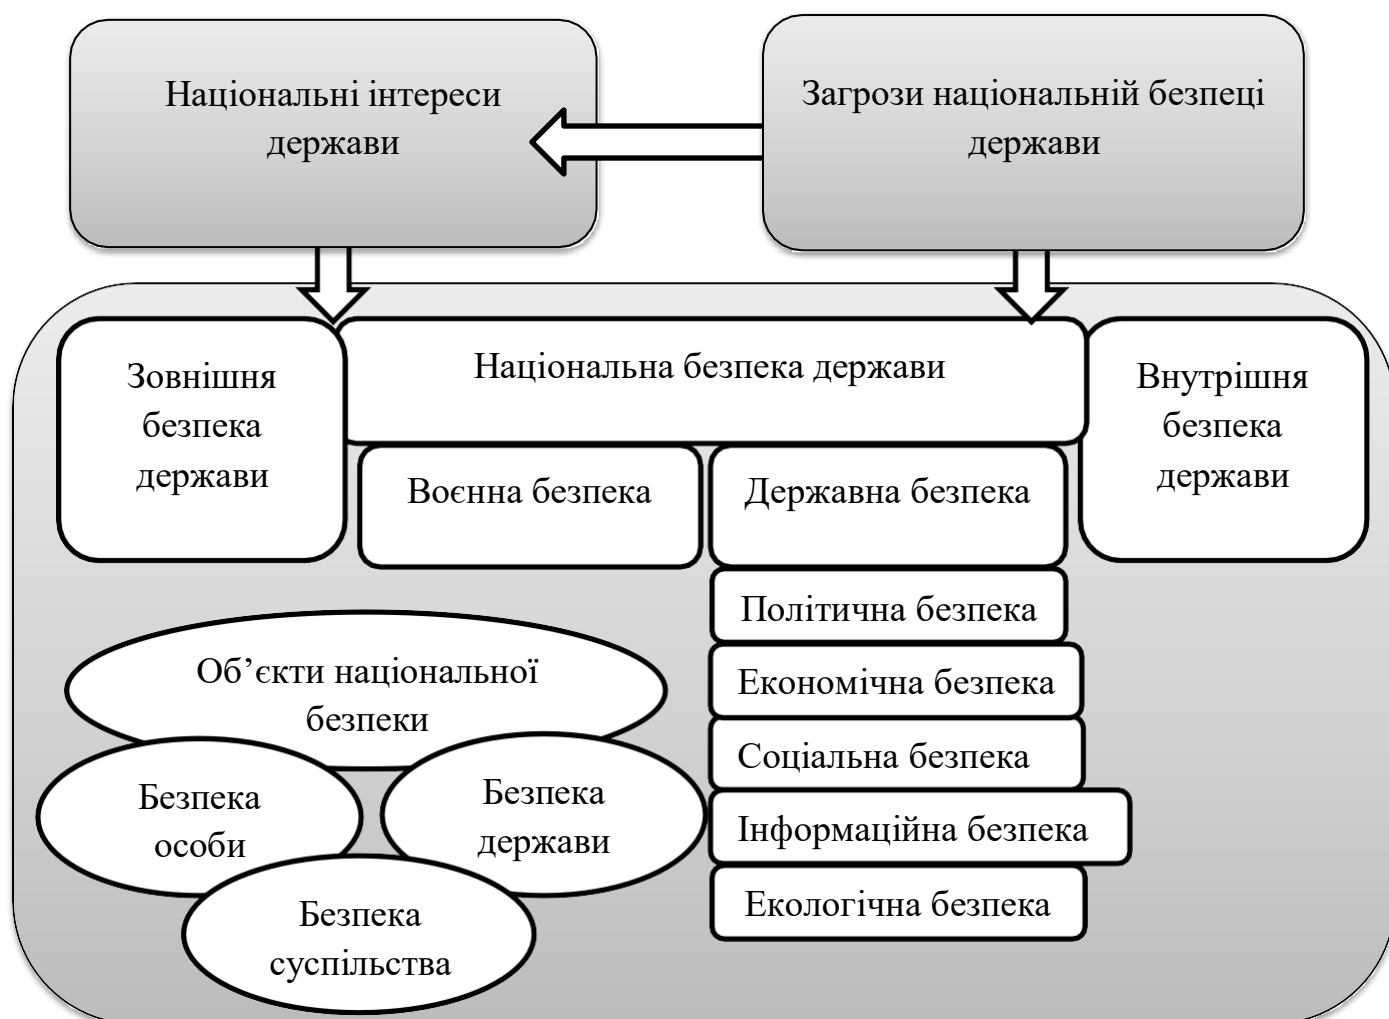 Національні інтереси
держави
Загрози національній безпеці
держави
Зовнішня
безпека
держави
Національна безпека держави
Внутрішня
безпека
держави
Воєнна безпека
Державна безпека
Політична безпека
Економічна безпека
Соціальна безпека
Інформаційна безпека
Екологічна безпека
Об’єкти національної
безпеки
Безпека
особи
Безпека
держави
Безпека
суспільства